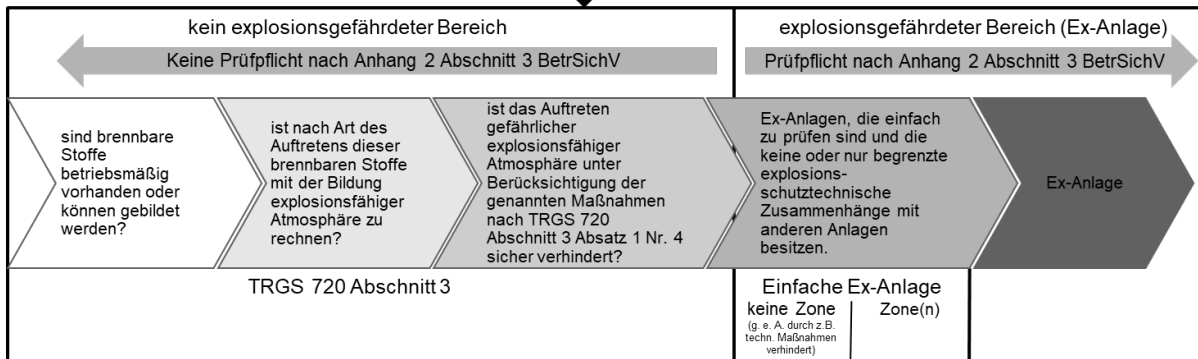 kein explosionsgefährdeter Bereich
explosionsgefährdeter Bereich (Ex-Anlage)
Keine Prüfpflicht nach Anhang 2 Abschnitt 3 BetrSichV
Prüfpflicht nach Anhang 2 Abschnitt 3 BetrSichV
sind brennbare
Stoffe
betriebsmäßig
vorhanden oder
können gebildet
werden?
ist nach Art des
Auftretens dieser
brennbaren Stoffe
mit der Bildung
explosionsfähiger
Atmosphäre zu
rechnen?
ist das Auftreten
gefährlicher
explosionsfähiger
Atmosphäre unter
Berücksichtigung der
genannten Maßnahmen
nach TRGS 720
Abschnitt 3 Absatz 1 Nr. 4
sicher verhindert?
Ex-Anlagen, die einfach
zu prüfen sind und die
keine oder nur begrenzte
explosions-
schutztechnische
Zusammenhänge mit
anderen Anlagen
besitzen.
Ex-Anlage
TRGS 720 Abschnitt 3
Einfache Ex-Anlage
keine Zone
(g. e. A. durch z.B.
techn. Maßnahmen
verhindert)
Zone(n)